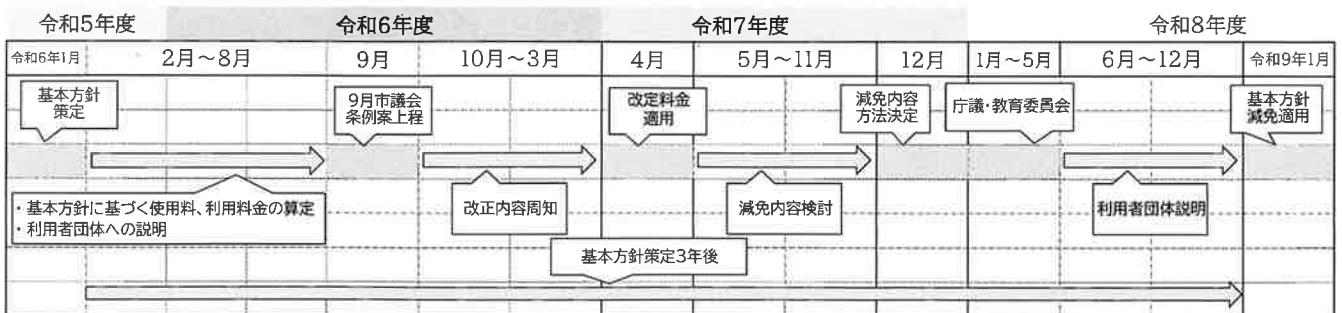 令和5年度 令和6年度 令和7年度 令和8年度
令和6年1月 2月～8月 9月 10月～3月 4月 5月～11月 12月 1月～5月 6月～12月 令和9年1月
基本方針
策定
9月市議会
条例案上程
改定料金
適用
減免内容
方法決定
庁議・教育委員会
基本方針
減免適用
・基本方針に基づく使用料、利用料金の算定
・利用者団体への説明
改正内容周知
減免内容検討
利用者団体説明
基本方針策定3年後